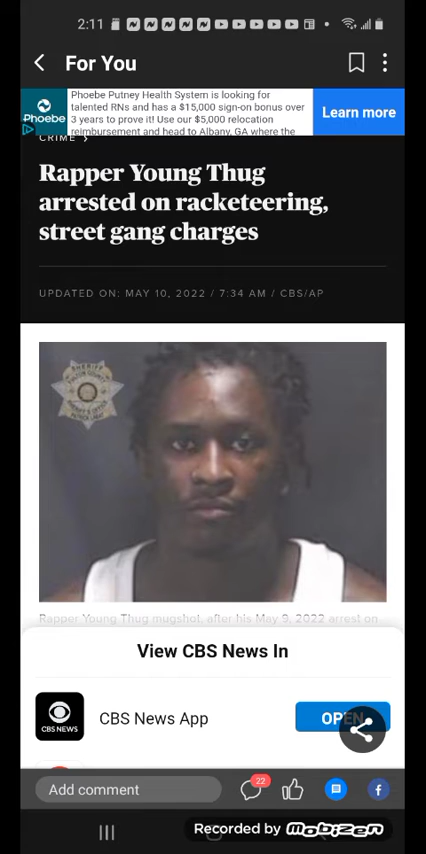 2:11
For You
Phoebe Putney Health System is looking for
talented RNs and has a $15,000 sign-on bonus over
3 years to prove it! Use our $5,000 relocation
reimbursement and head to Albany, GA where the
Phoebe
Learn more
CRIME >
Rapper Young Thug
arrested on racketeering,
street gang charges
UPDATED ON: MAY 10, 2022 / 7:34 AM / CBS/AP
SHERIFF
FULTON COUNTY
Rapper Young Thug mugshot, after his May 9, 2022 arrest on
View CBS News In
CBS NEWS
CBS News App
OPEN
22
Add comment
Recorded by MOBIZEN